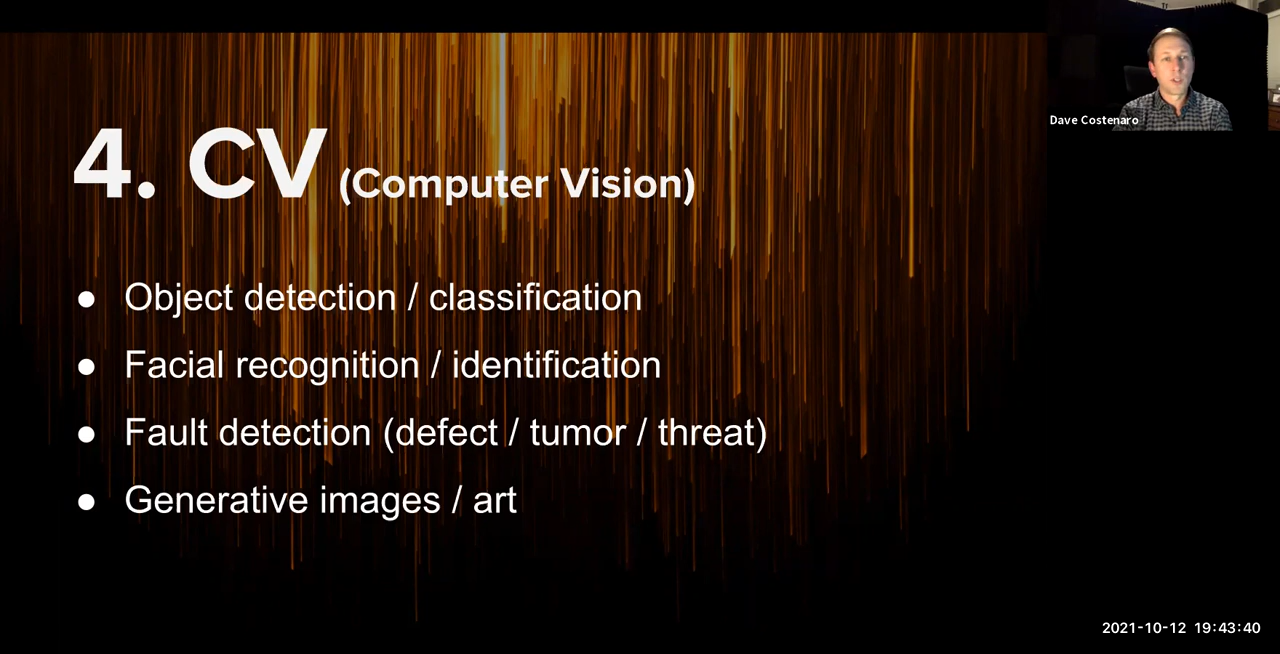 Dave Costenaro
4. CV (Computer Vision)
● Object detection / classification
● Facial recognition / identification
● Fault detection (defect / tumor / threat)
● Generative images / art
2021-10-12 19:43:40